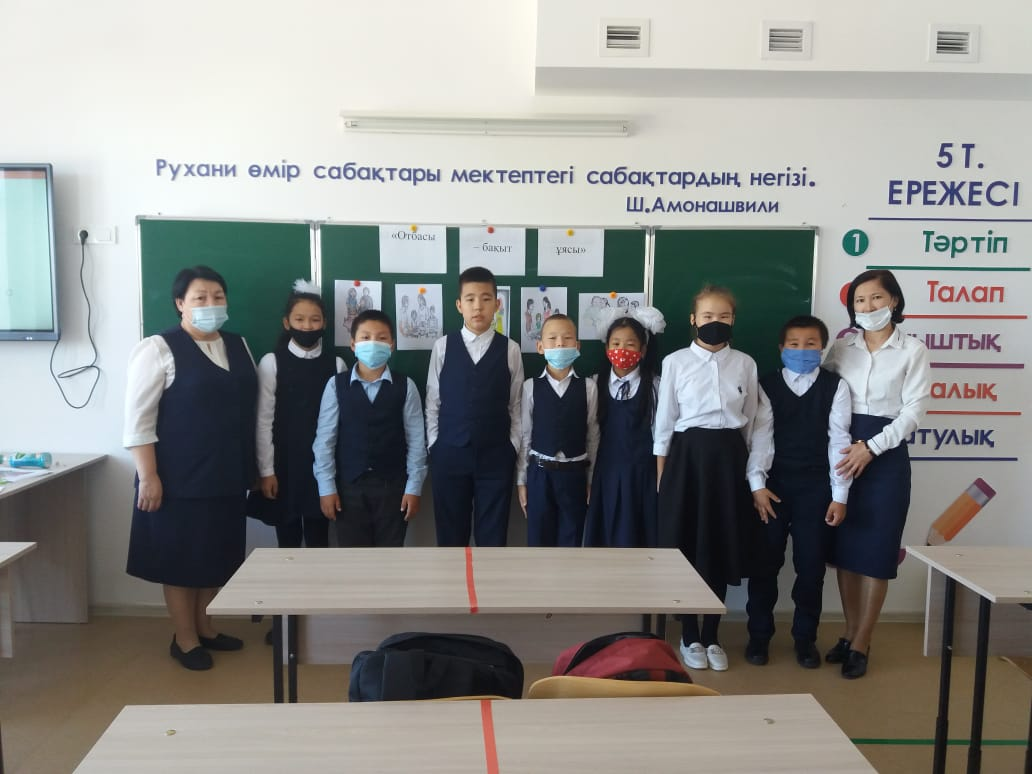 Рухани өмір сабақтары мектептегі сабақтардың негізі.
Ш.Амонашвили
«Отбасы – бақыт ұясы»
5 Т.
ЕРЕЖЕСІ
1 Тәртіп
Талап